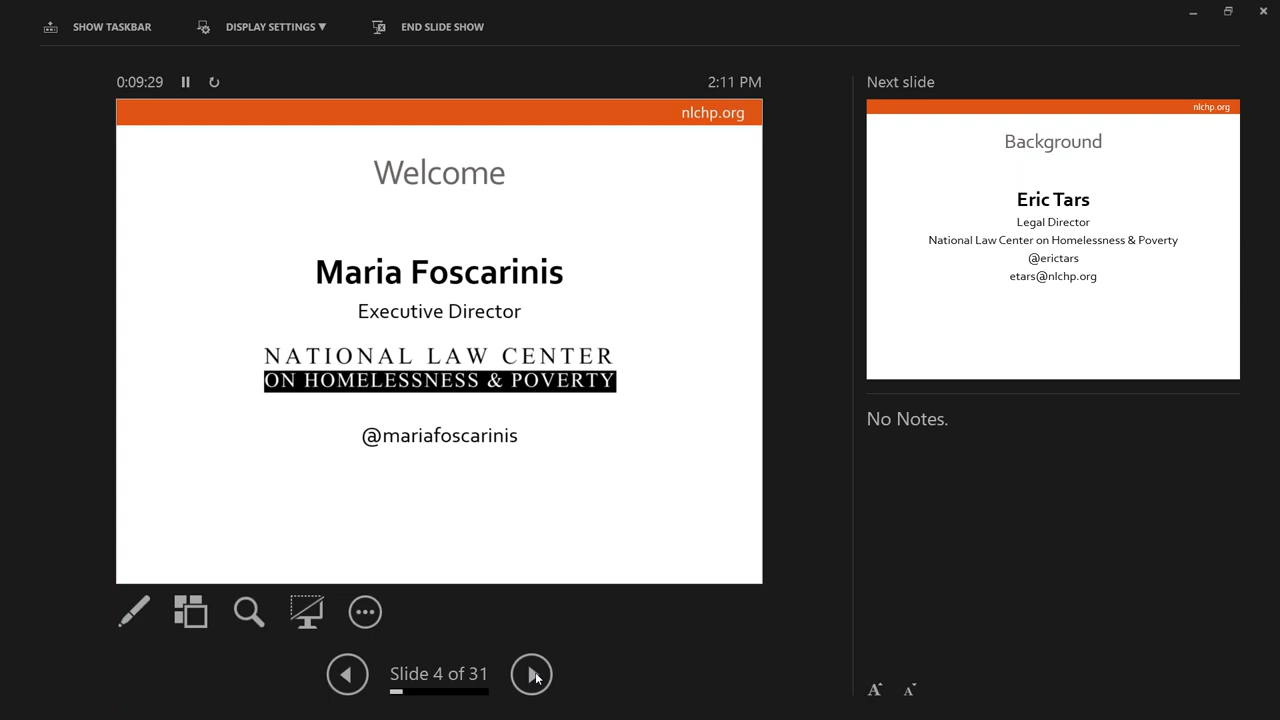 SHOW TASKBAR
DISPLAY SETTINGS ▼
END SLIDE SHOW
0:09:29
2:11 PM
nlchp.org
Welcome
Maria Foscarinis
Executive Director
NATIONAL LAW CENTER
ON HOMELESSNESS & POVERTY
@mariafoscarinis
Slide 4 of 31
Next slide
nlchp.org
Background
Eric Tars
Legal Director
National Law Center on Homelessness & Poverty
@erictars
etars@nlchp.org
No Notes.
A A